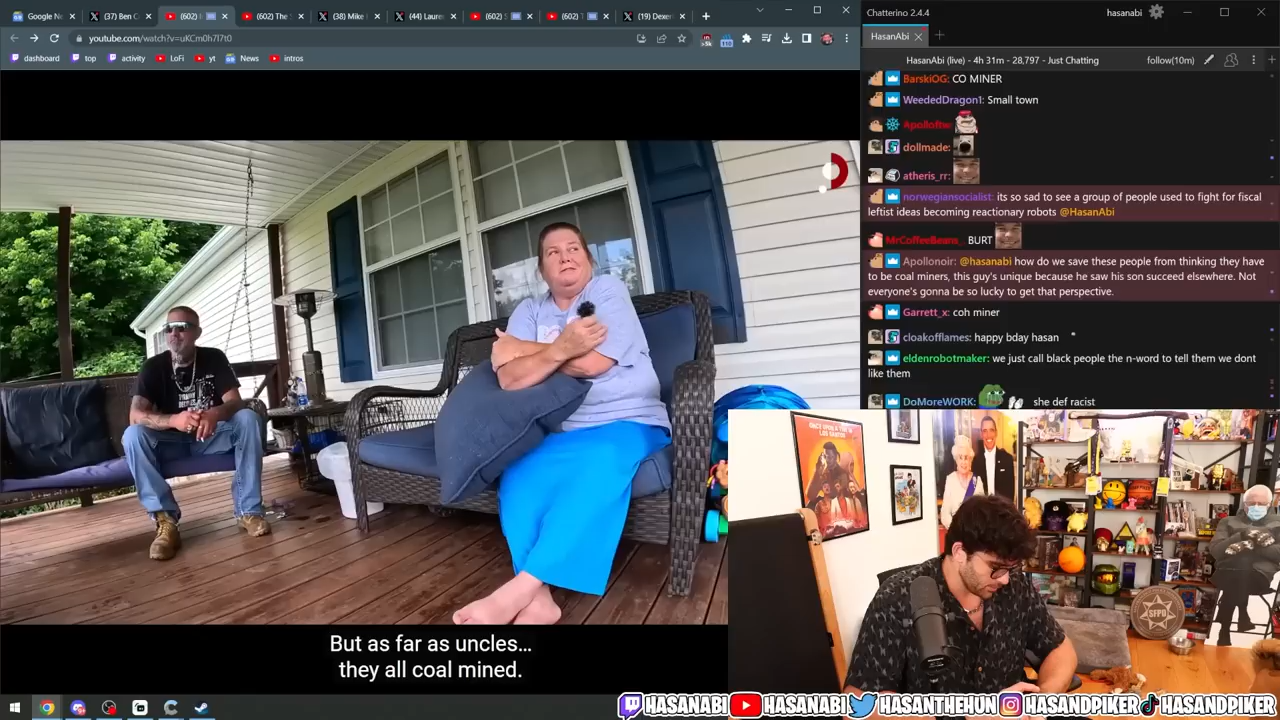 Google Ne
(37) Ben C
(602) I
(602) The S
(38) Mike
(44) Laure
(602) S
(602) T
(19) Dexer
youtube.com/watch?v=uKCm0h7l7t0
dashboard
top
activity
LoFi
yt
News
intros
But as far as uncles...
they all coal mined.
Chatterino 2.4.4
hasanabi
HasanAbi
HasanAbi (live) - 4h 31m - 28,797 - Just Chatting
follow(10m)
BarskiOG: CO MINER
WeededDragon1: Small town
Apolloftw:
dollmade:
atheris_rr:
norwegiansocialist: its so sad to see a group of people used to fight for fiscal
leftist ideas becoming reactionary robots @HasanAbi
MrCoffeeBeans_: BURT
Apollonoir: @hasanabi how do we save these people from thinking they have
to be coal miners, this guy's unique because he saw his son succeed elsewhere. Not
everyone's gonna be so lucky to get that perspective.
Garrett_x: coh miner
cloakofflames: happy bday hasan
eldenrobotmaker: we just call black people the n-word to tell them we dont
like them
DoMoreWORK: she def racist
SFPD
HASANABI
HASANABI
HASANTHEHUN
HASANDPIKER
HASANDPIKER